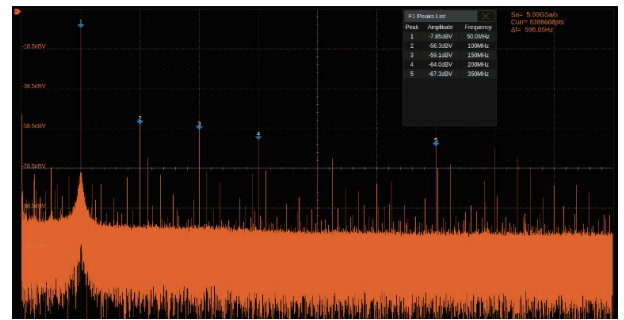 F1 Peaks List
Peak Amplitude Frequency
1 -7.85dBV 50.0MHz
2 -56.3dBV 100MHz
3 -59.1dBV 150MHz
4 -64.0dBV 200MHz
5 -67.3dBV 350MHz
Sa= 5.00GSa/s
Curr= 8388608pts
Δf= 596.05Hz
1
-18.5dBV
-38.5dBV
-58.5dBV
2
3
4
5
-78.5dBV